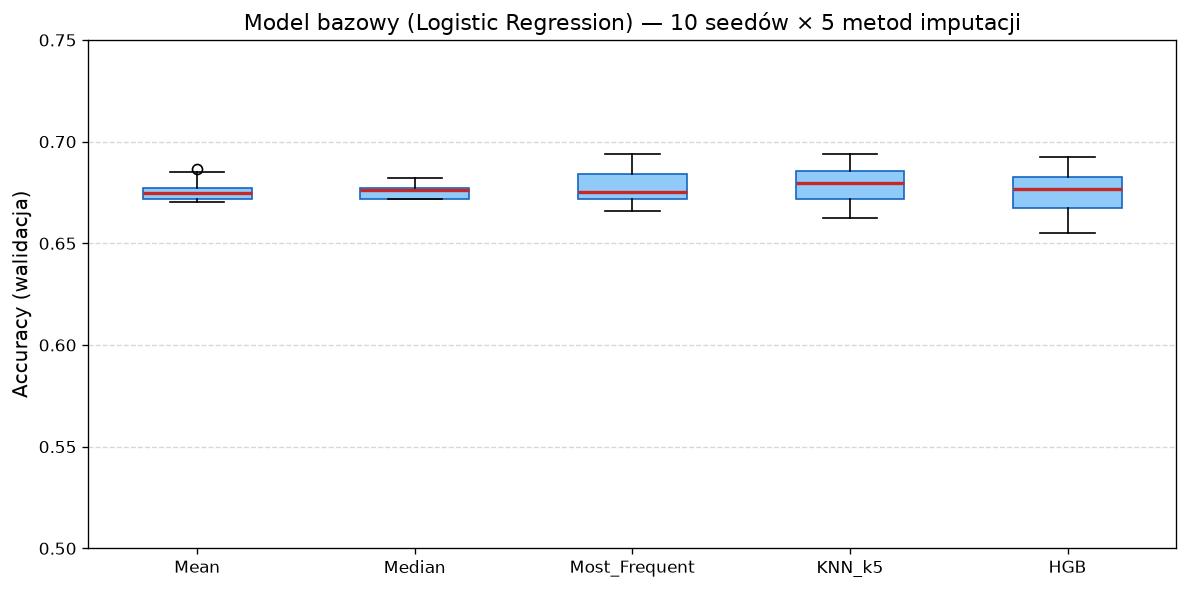 Model bazowy (Logistic Regression) — 10 seedów × 5 metod imputacji
Accuracy (walidacja)
0.75
0.70
0.65
0.60
0.55
0.50
Mean
Median
Most_Frequent
KNN_k5
HGB